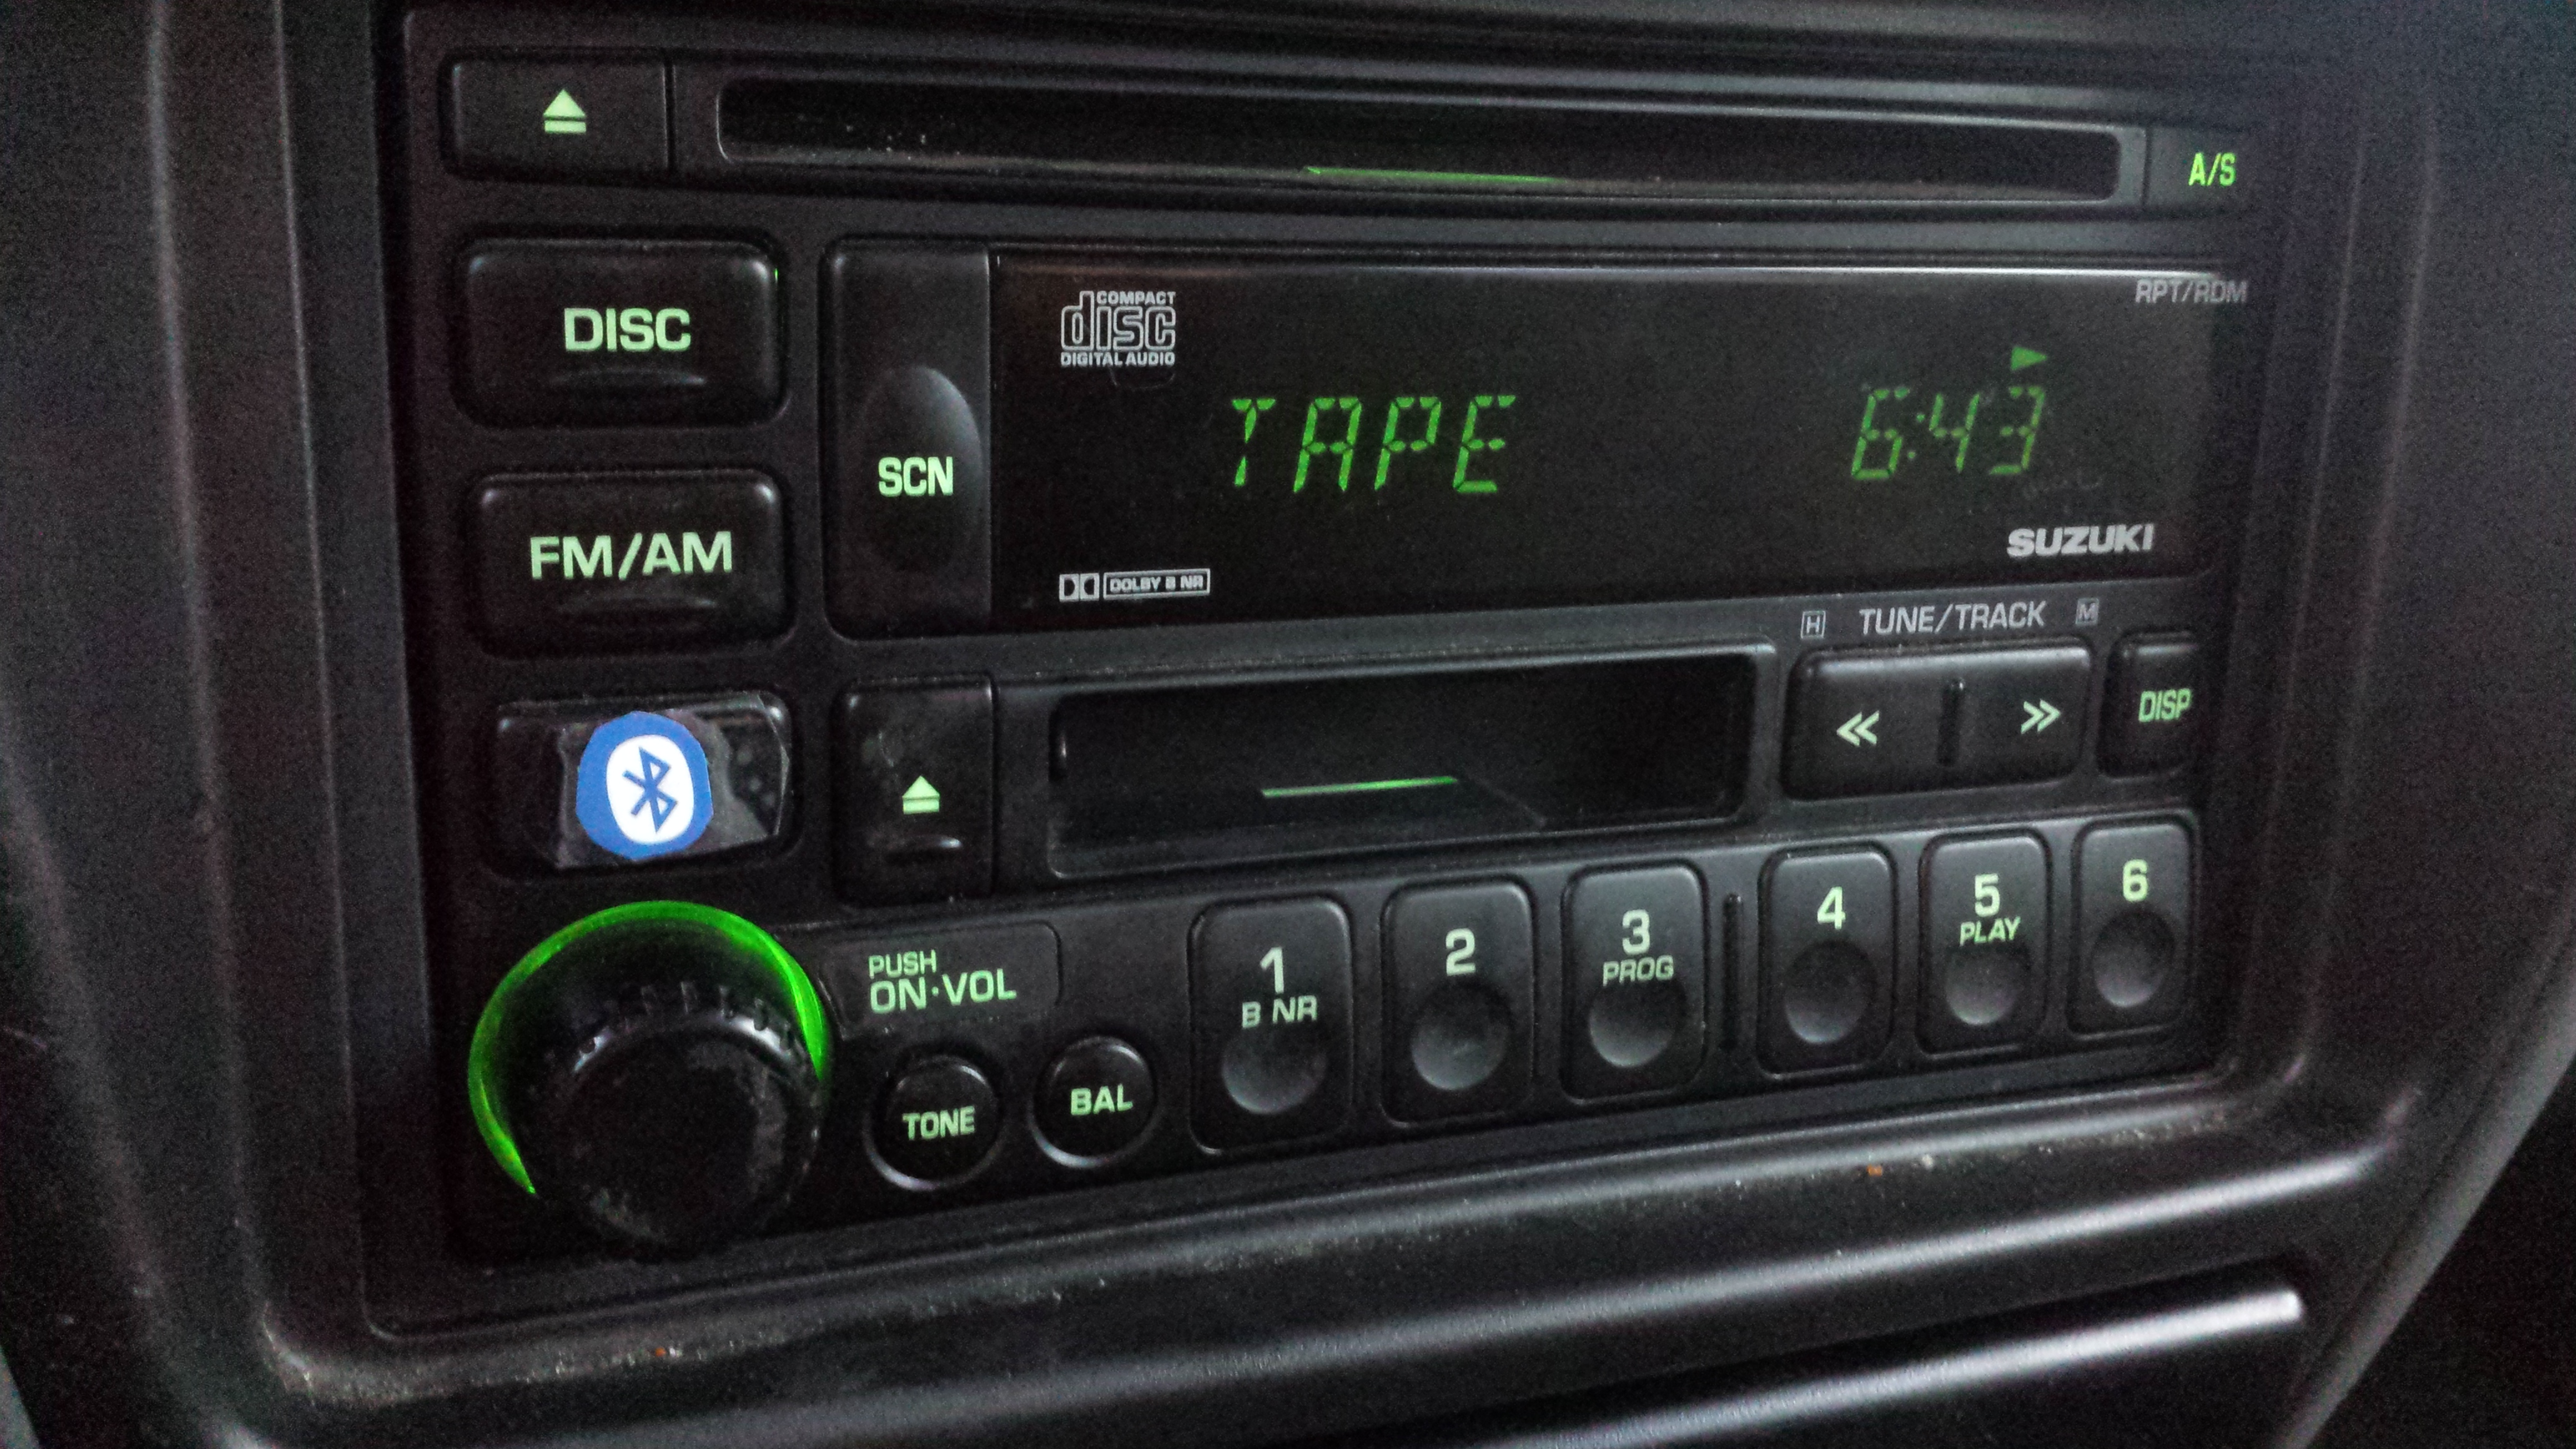 A/S
DISC
COMPACT
disc
DIGITAL AUDIO
RPT/RDM
SCN
TAPE
6:43
FM/AM
DOLBY B NR
SUZUKI
H TUNE/TRACK M
DISP
PUSH
ON·VOL
TONE
BAL
1
B NR
2
3
PROG
4
5
PLAY
6